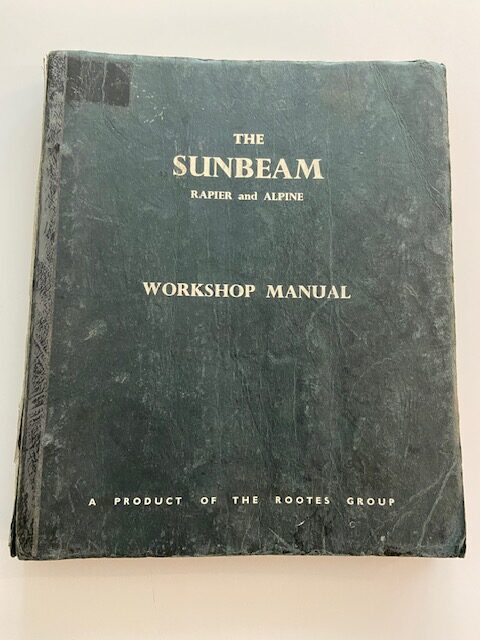 THE
SUNBEAM
RAPIER and ALPINE
WORKSHOP MANUAL
A PRODUCT OF THE ROOTES GROUP